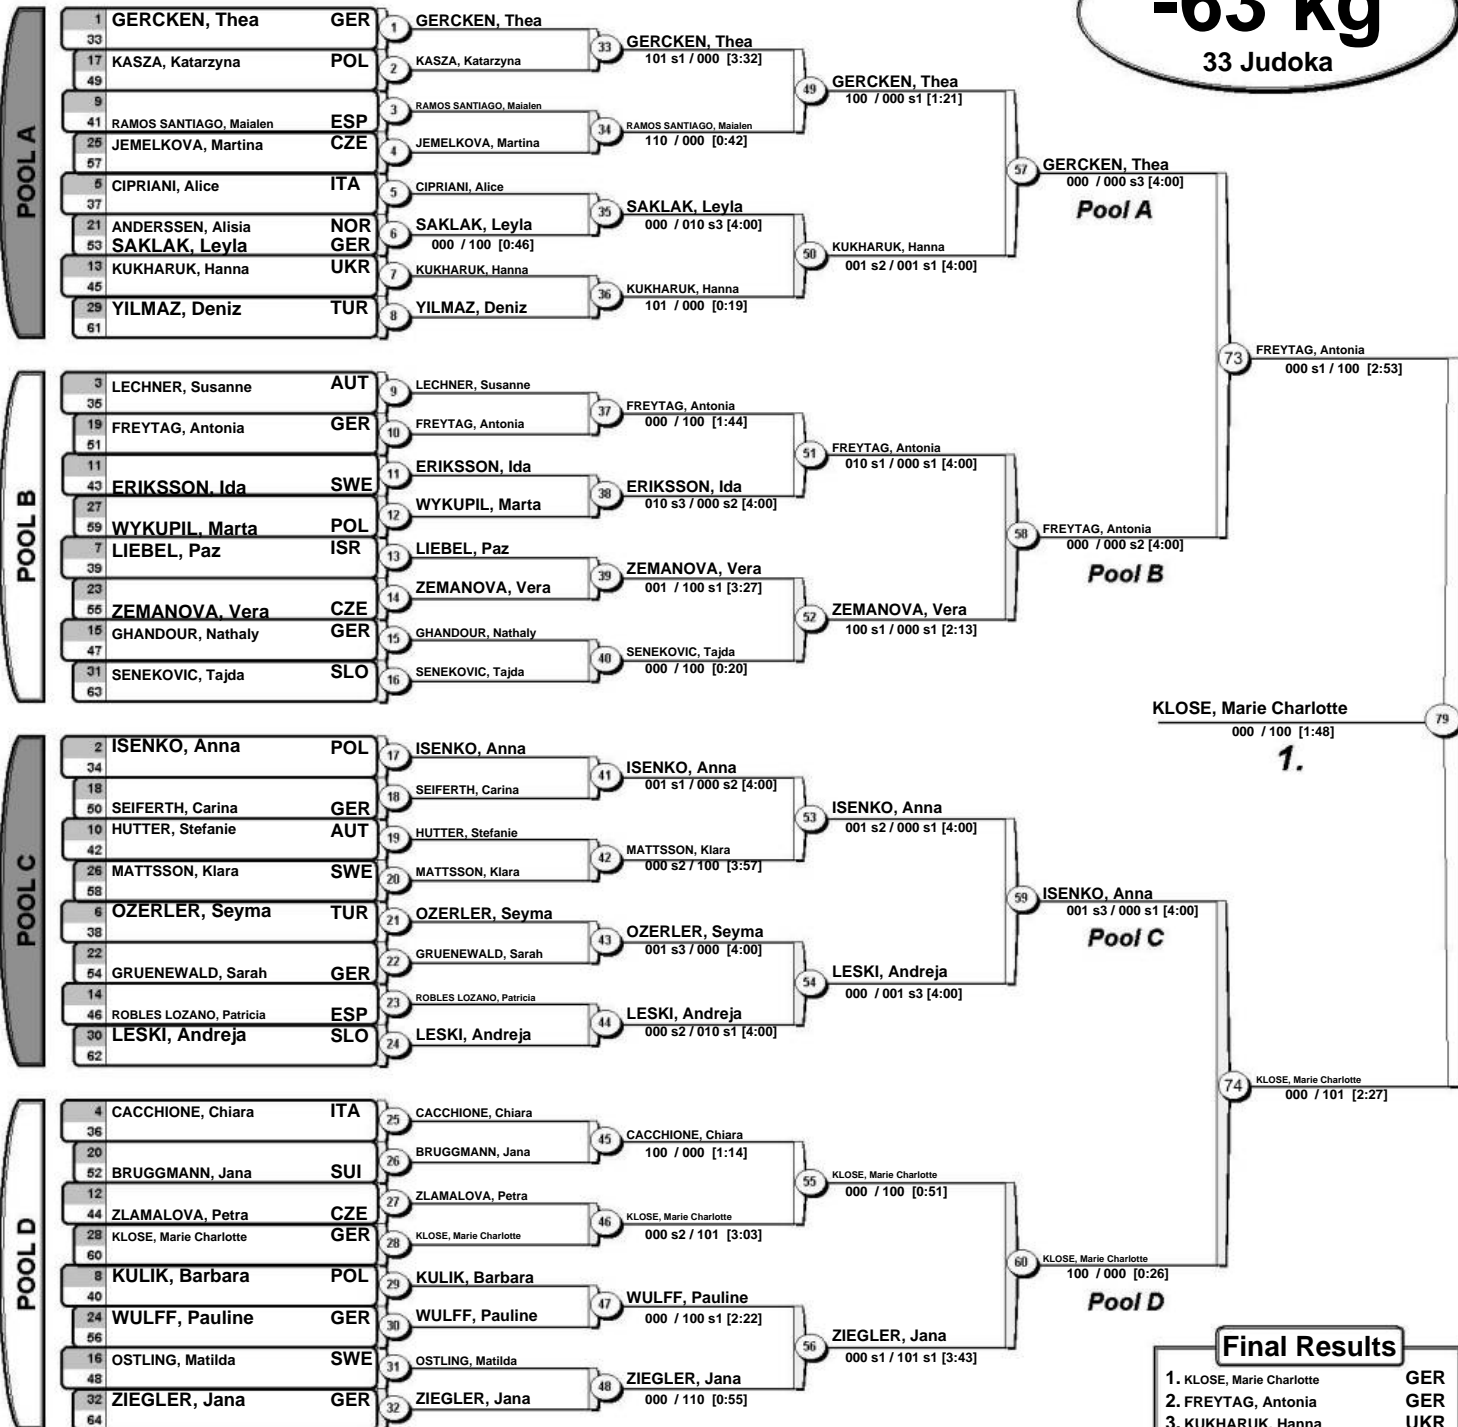 -63 kg
33 Judoka
POOL A
1 GERCKEN, Thea GER
33
17 KASZA, Katarzyna POL
49
9
41 RAMOS SANTIAGO, Maialen ESP
25 JEMELKOVA, Martina CZE
57
5 CIPRIANI, Alice ITA
37
21 ANDERSSEN, Alisia NOR
53 SAKLAK, Leyla GER
13 KUKHARUK, Hanna UKR
45
29 YILMAZ, Deniz TUR
61
1 GERCKEN, Thea
2 KASZA, Katarzyna
3 RAMOS SANTIAGO, Maialen
4 JEMELKOVA, Martina
5 CIPRIANI, Alice
6 SAKLAK, Leyla
000 / 100 [0:46]
7 KUKHARUK, Hanna
8 YILMAZ, Deniz
33 GERCKEN, Thea
101 s1 / 000 [3:32]
34 RAMOS SANTIAGO, Maialen
110 / 000 [0:42]
35 SAKLAK, Leyla
000 / 010 s3 [4:00]
36 KUKHARUK, Hanna
101 / 000 [0:19]
49 GERCKEN, Thea
100 / 000 s1 [1:21]
50 KUKHARUK, Hanna
001 s2 / 001 s1 [4:00]
57 GERCKEN, Thea
000 / 000 s3 [4:00]
Pool A
POOL B
3 LECHNER, Susanne AUT
35
19 FREYTAG, Antonia GER
51
11
43 ERIKSSON, Ida SWE
27
59 WYKUPIL, Marta POL
7 LIEBEL, Paz ISR
39
23
55 ZEMANOVA, Vera CZE
15 GHANDOUR, Nathaly GER
47
31 SENEKOVIC, Tajda SLO
63
9 LECHNER, Susanne
10 FREYTAG, Antonia
11 ERIKSSON, Ida
12 WYKUPIL, Marta
13 LIEBEL, Paz
14 ZEMANOVA, Vera
15 GHANDOUR, Nathaly
16 SENEKOVIC, Tajda
37 FREYTAG, Antonia
000 / 100 [1:44]
38 ERIKSSON, Ida
010 s3 / 000 s2 [4:00]
39 ZEMANOVA, Vera
001 / 100 s1 [3:27]
40 SENEKOVIC, Tajda
000 / 100 [0:20]
51 FREYTAG, Antonia
010 s1 / 000 s1 [4:00]
52 ZEMANOVA, Vera
100 s1 / 000 s1 [2:13]
58 FREYTAG, Antonia
000 / 000 s2 [4:00]
Pool B
73 FREYTAG, Antonia
000 s1 / 100 [2:53]
KLOSE, Marie Charlotte 79
000 / 100 [1:48]
1.
POOL C
2 ISENKO, Anna POL
34
18
50 SEIFERTH, Carina GER
10 HUTTER, Stefanie AUT
42
26 MATTSSON, Klara SWE
58
6 OZERLER, Seyma TUR
38
22
54 GRUENEWALD, Sarah GER
14
46 ROBLES LOZANO, Patricia ESP
30 LESKI, Andreja SLO
62
17 ISENKO, Anna
18 SEIFERTH, Carina
19 HUTTER, Stefanie
20 MATTSSON, Klara
21 OZERLER, Seyma
22 GRUENEWALD, Sarah
23 ROBLES LOZANO, Patricia
24 LESKI, Andreja
41 ISENKO, Anna
001 s1 / 000 s2 [4:00]
42 MATTSSON, Klara
000 s2 / 100 [3:57]
43 OZERLER, Seyma
001 s3 / 000 [4:00]
44 LESKI, Andreja
000 s2 / 010 s1 [4:00]
53 ISENKO, Anna
001 s2 / 000 s1 [4:00]
54 LESKI, Andreja
000 / 001 s3 [4:00]
59 ISENKO, Anna
001 s3 / 000 s1 [4:00]
Pool C
74 KLOSE, Marie Charlotte
000 / 101 [2:27]
POOL D
4 CACCHIONE, Chiara ITA
36
20
52 BRUGGMANN, Jana SUI
12
44 ZLAMALOVA, Petra CZE
28 KLOSE, Marie Charlotte GER
60
8 KULIK, Barbara POL
40
24 WULFF, Pauline GER
56
16 OSTLING, Matilda SWE
48
32 ZIEGLER, Jana GER
64
25 CACCHIONE, Chiara
26 BRUGGMANN, Jana
27 ZLAMALOVA, Petra
28 KLOSE, Marie Charlotte
29 KULIK, Barbara
30 WULFF, Pauline
31 OSTLING, Matilda
32 ZIEGLER, Jana
45 CACCHIONE, Chiara
100 / 000 [1:14]
46 KLOSE, Marie Charlotte
000 s2 / 101 [3:03]
47 WULFF, Pauline
000 / 100 s1 [2:22]
48 ZIEGLER, Jana
000 / 110 [0:55]
55 KLOSE, Marie Charlotte
000 / 100 [0:51]
56 ZIEGLER, Jana
000 s1 / 101 s1 [3:43]
60 KLOSE, Marie Charlotte
100 / 000 [0:26]
Pool D
Final Results
1. KLOSE, Marie Charlotte GER
2. FREYTAG, Antonia GER
3. KUKHARUK, Hanna UKR